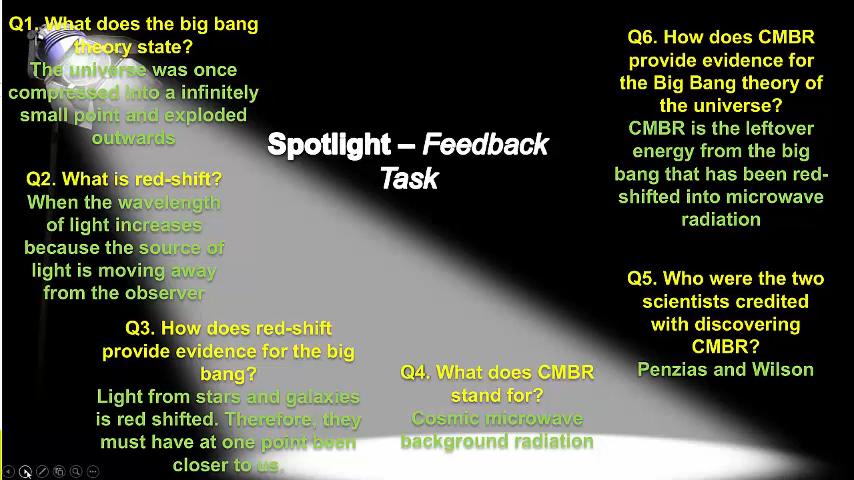 Q1. What does the big bang
theory state?
The universe was once
compressed into a infinitely
small point and exploded
outwards
Spotlight – Feedback
Task
Q2. What is red-shift?
When the wavelength
of light increases
because the source of
light is moving away
from the observer
Q3. How does red-shift
provide evidence for the big
bang?
Light from stars and galaxies
is red shifted. Therefore, they
must have at one point been
closer to us.
Q4. What does CMBR
stand for?
Cosmic microwave
background radiation
Q5. Who were the two
scientists credited
with discovering
CMBR?
Penzias and Wilson
Q6. How does CMBR
provide evidence for
the Big Bang theory of
the universe?
CMBR is the leftover
energy from the big
bang that has been red-
shifted into microwave
radiation